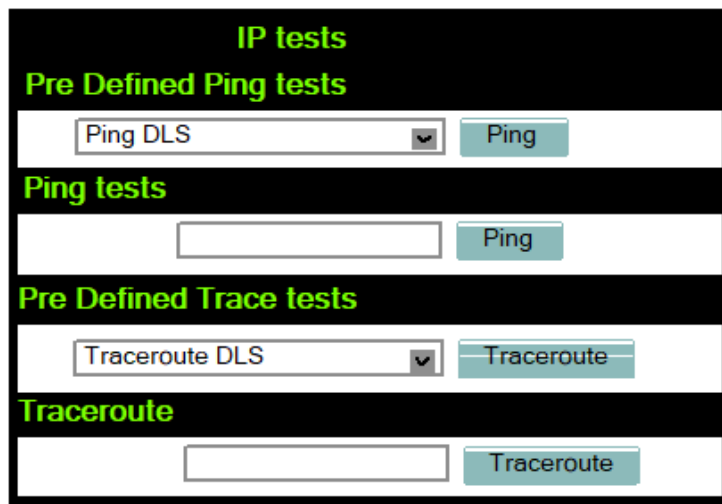 IP tests
Pre Defined Ping tests
Ping DLS Ping
Ping tests
Ping
Pre Defined Trace tests
Traceroute DLS Traceroute
Traceroute
Traceroute